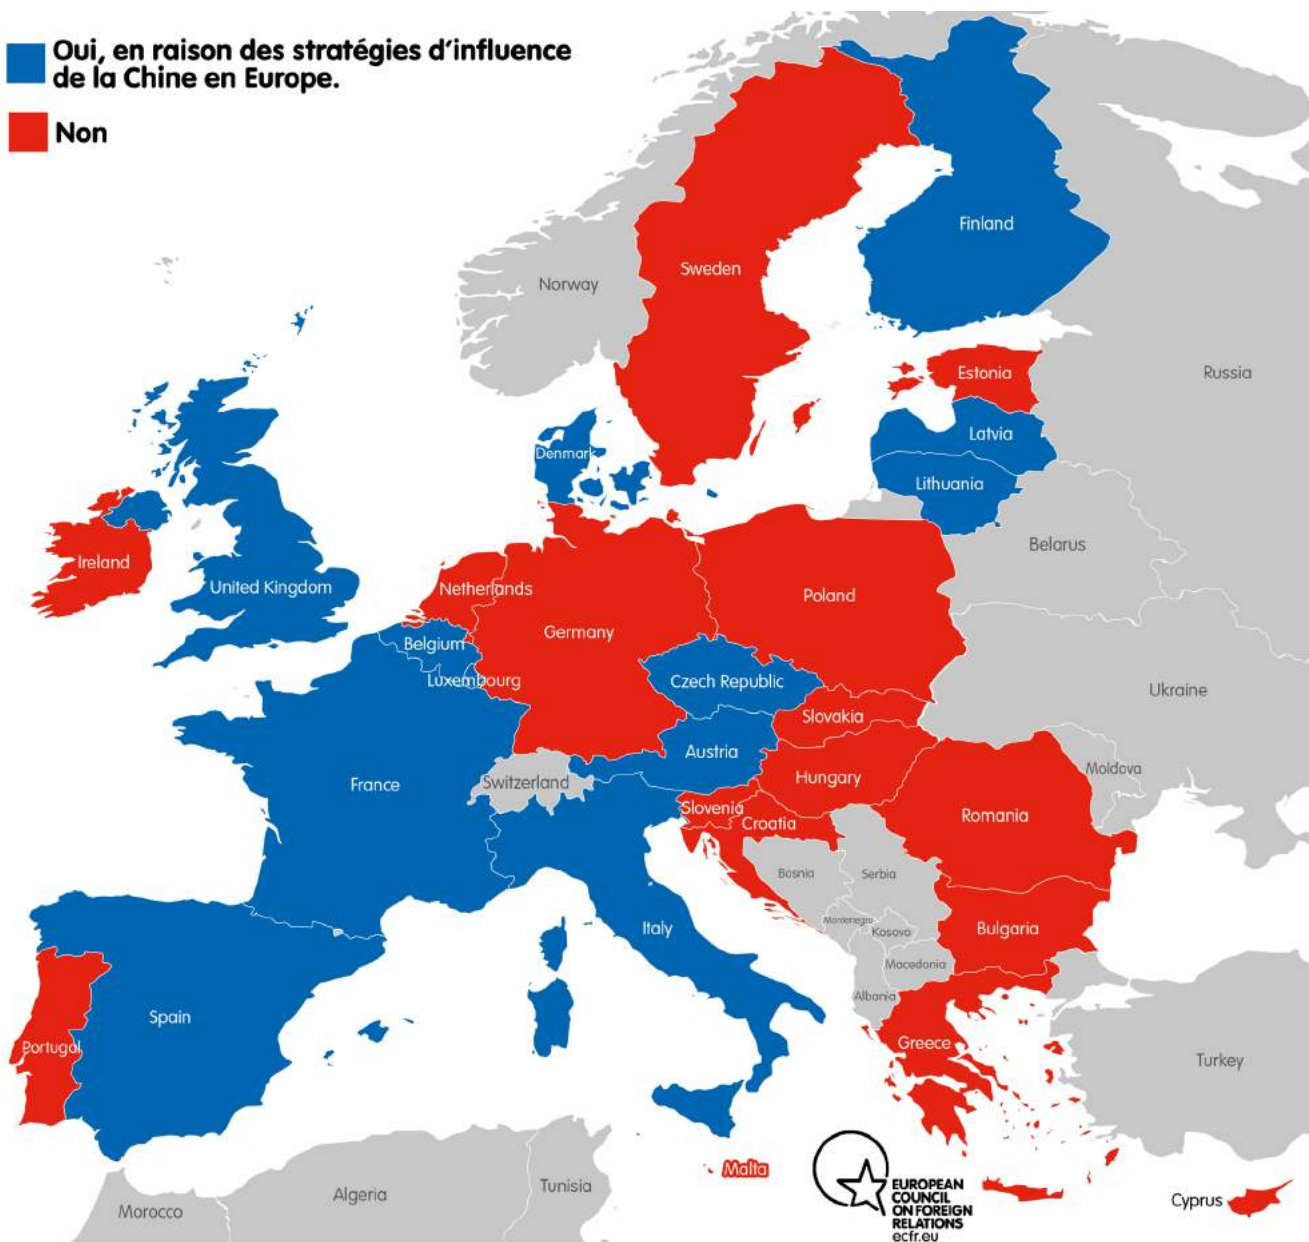 Oui, en raison des stratégies d'influence
de la Chine en Europe.
Non
Finland
Sweden
Norway
Estonia
Russia
Latvia
Denmark
Lithuania
Belarus
Ireland
United Kingdom
Netherlands
Poland
Germany
Belgium
Luxembourg
Czech Republic
Ukraine
Slovakia
Austria
Moldova
Hungary
France
Switzerland
Slovenia
Croatia
Romania
Bosnia
Serbia
Montenegro
Kosovo
Italy
Bulgaria
Macedonia
Albania
Spain
Portugal
Greece
Turkey
Malta
Tunisia
Algeria
Morocco
Cyprus
EUROPEAN
COUNCIL
ON FOREIGN
RELATIONS
ecfr.eu